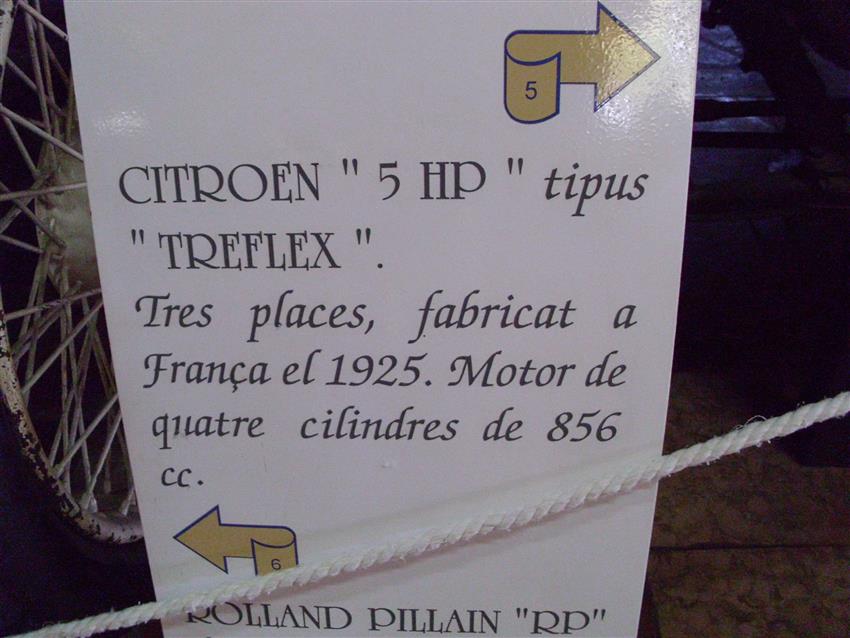 5
CITROEN " 5 HP " tipus
" TREFLEX ".
Tres places, fabricat a
França el 1925. Motor de
quatre cilindres de 856
cc.
6
ROLLAND PILLAIN "RP"